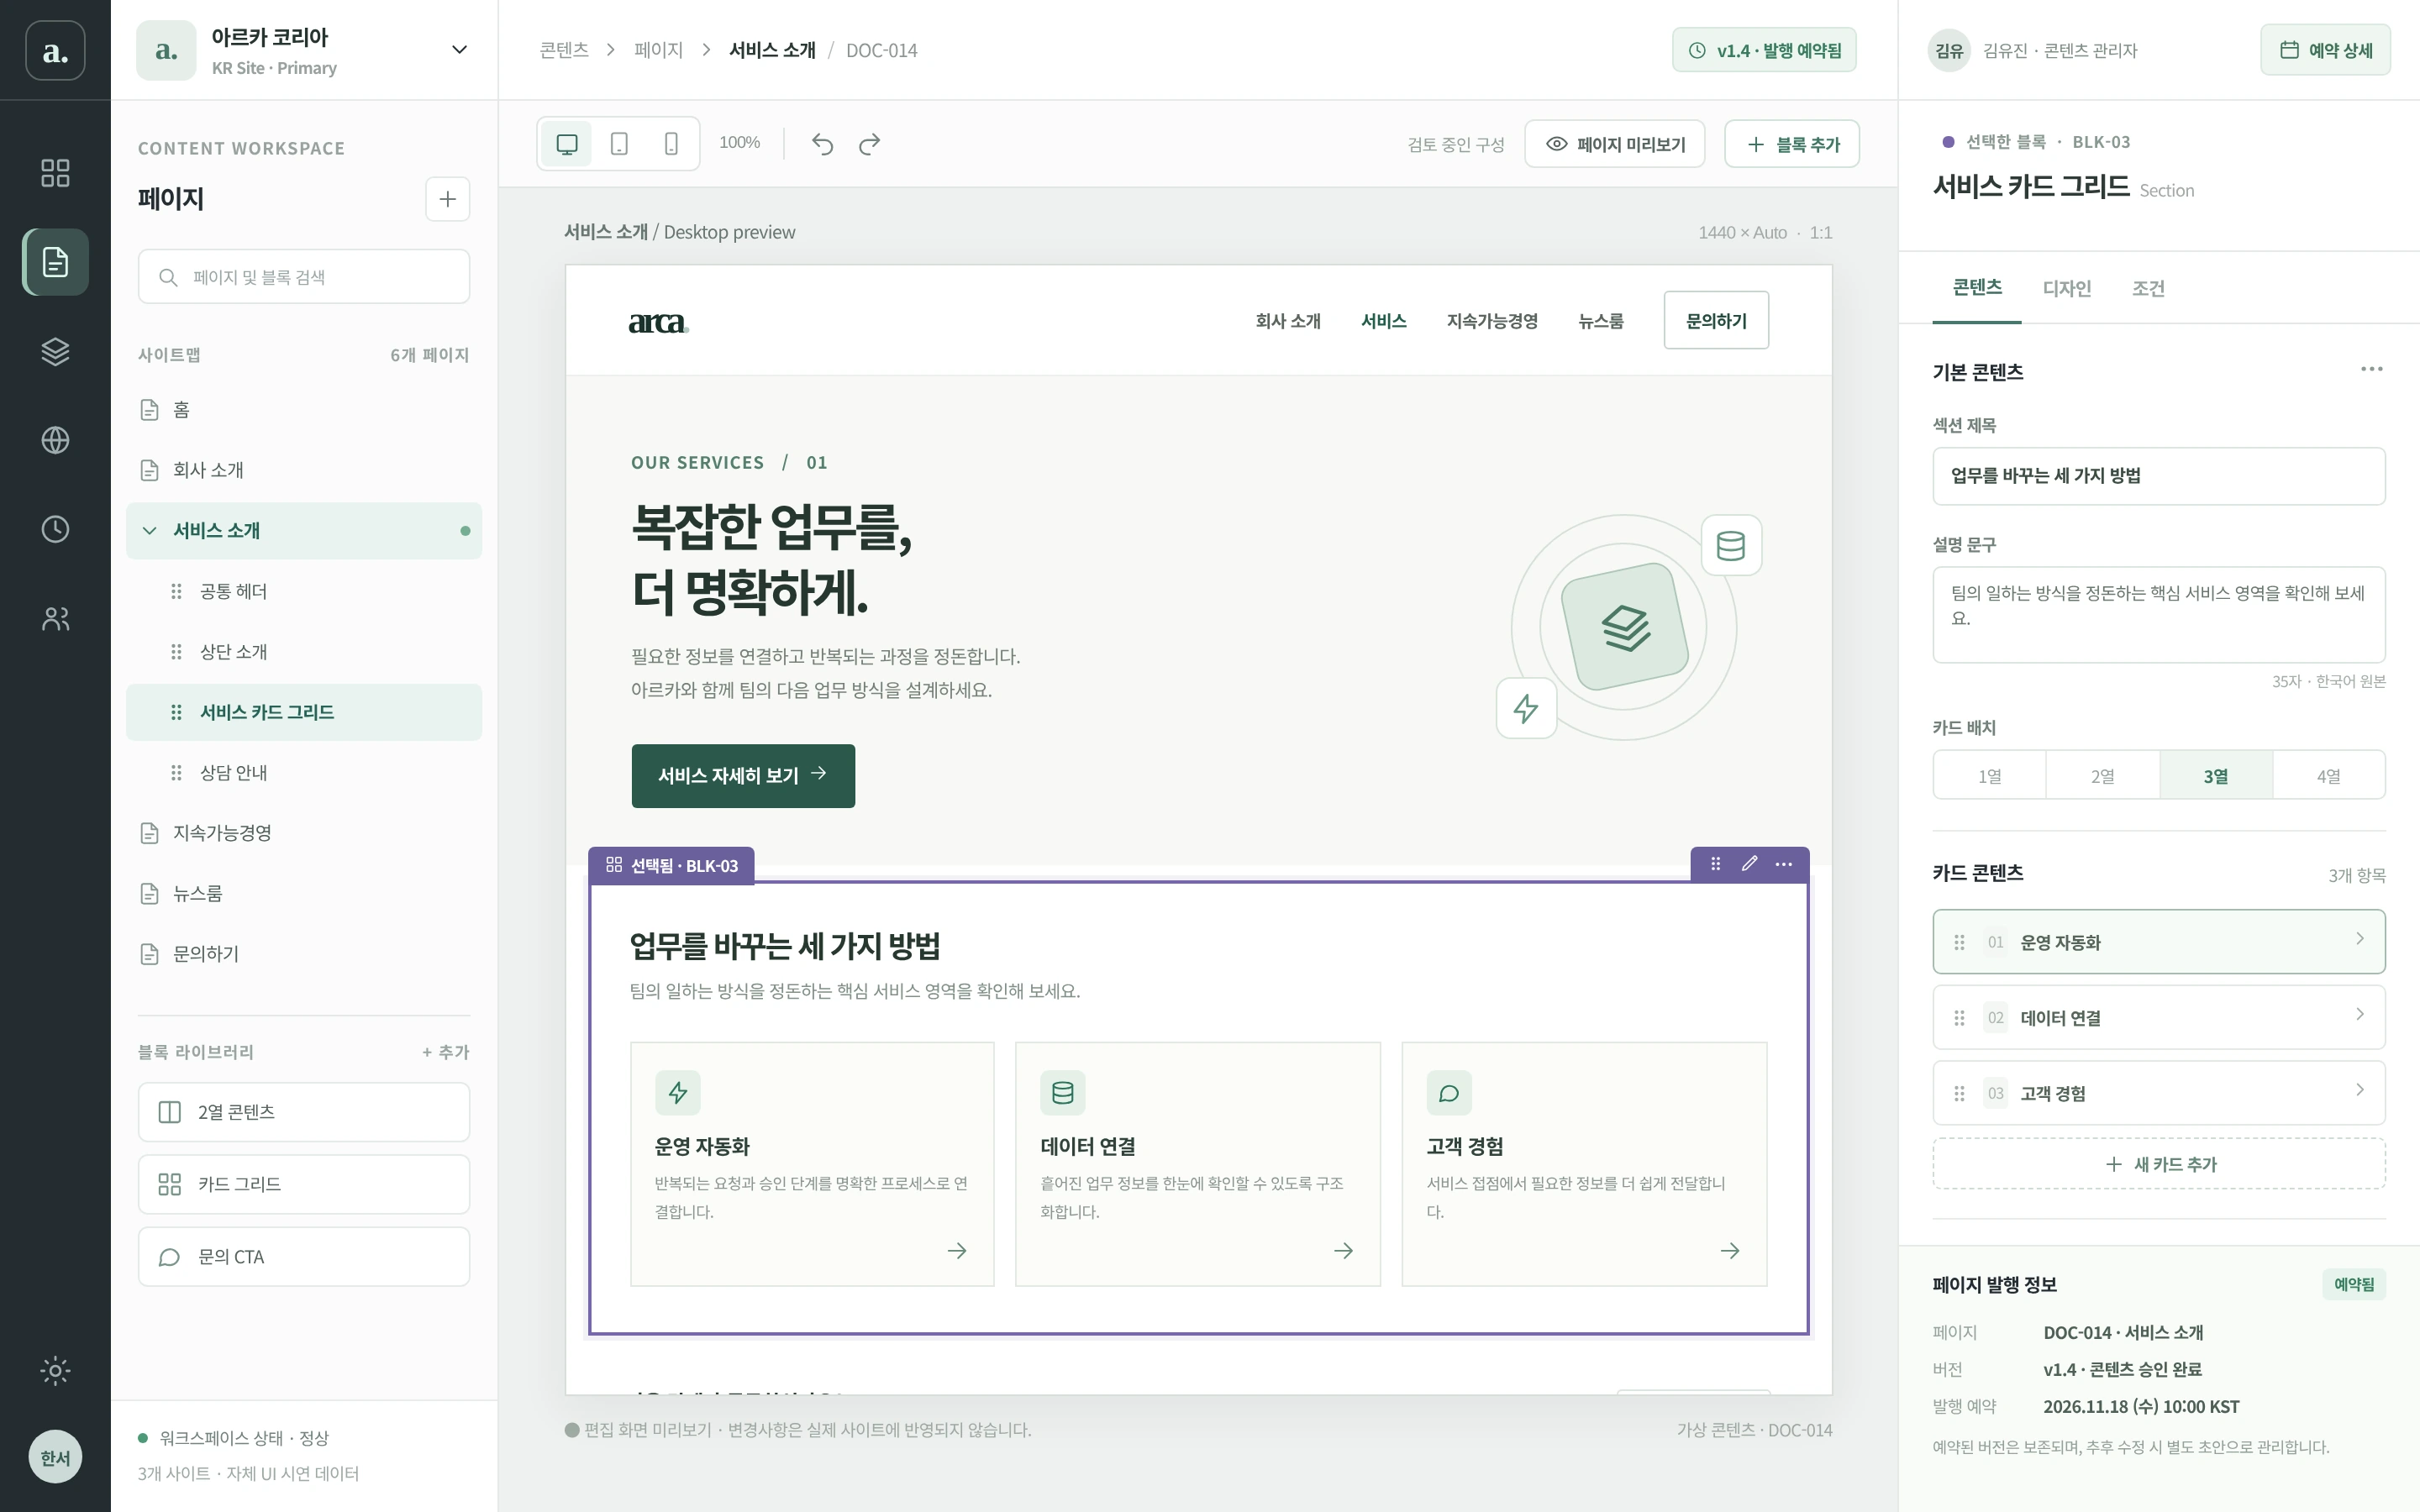 a.
한서
a.
아르카 코리아
KR Site · Primary
CONTENT WORKSPACE
페이지
페이지 및 블록 검색
사이트맵
6개 페이지
홈
회사 소개
서비스 소개
공통 헤더
상단 소개
서비스 카드 그리드
상담 안내
지속가능경영
뉴스룸
문의하기
블록 라이브러리
+ 추가
2열 콘텐츠
카드 그리드
문의 CTA
워크스페이스 상태 · 정상
3개 사이트 · 자체 UI 시연 데이터
콘텐츠 > 페이지 > 서비스 소개 / DOC-014
v1.4 · 발행 예약됨
100%
검토 중인 구성
페이지 미리보기
블록 추가
서비스 소개 / Desktop preview
1440 × Auto · 1:1
arca.
회사 소개
서비스
지속가능경영
뉴스룸
문의하기
OUR SERVICES / 01
복잡한 업무를,
더 명확하게.
필요한 정보를 연결하고 반복되는 과정을 정돈합니다.
아르카와 함께 팀의 다음 업무 방식을 설계하세요.
서비스 자세히 보기
선택됨 · BLK-03
업무를 바꾸는 세 가지 방법
팀의 일하는 방식을 정돈하는 핵심 서비스 영역을 확인해 보세요.
운영 자동화
반복되는 요청과 승인 단계를 명확한 프로세스로 연
결합니다.
데이터 연결
흩어진 업무 정보를 한눈에 확인할 수 있도록 구조
화합니다.
고객 경험
서비스 접점에서 필요한 정보를 더 쉽게 전달합니
다.
편집 화면 미리보기 · 변경사항은 실제 사이트에 반영되지 않습니다.
가상 콘텐츠 · DOC-014
김유
김유진 · 콘텐츠 관리자
예약 상세
선택한 블록 · BLK-03
서비스 카드 그리드 Section
콘텐츠
디자인
조건
기본 콘텐츠
섹션 제목
업무를 바꾸는 세 가지 방법
설명 문구
팀의 일하는 방식을 정돈하는 핵심 서비스 영역을 확인해 보세
요.
35자 · 한국어 원본
카드 배치
1열
2열
3열
4열
카드 콘텐츠
3개 항목
01 운영 자동화
02 데이터 연결
03 고객 경험
새 카드 추가
페이지 발행 정보
예약됨
페이지 DOC-014 · 서비스 소개
버전 v1.4 · 콘텐츠 승인 완료
발행 예약 2026.11.18 (수) 10:00 KST
예약된 버전은 보존되며, 추후 수정 시 별도 초안으로 관리합니다.